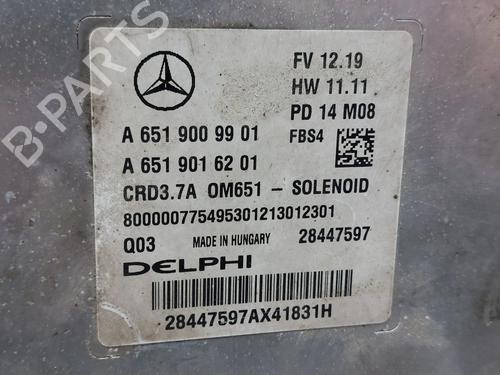 FV 12.19
HW 11.11
PD 14 M08
A 651 900 99 01
FBS4
A 651 901 62 01
CRD3.7A OM651 - SOLENOID
800000775495301213012301
Q03 MADE IN HUNGARY 28447597
DELPHI
28447597AX41831H
B-PARTS